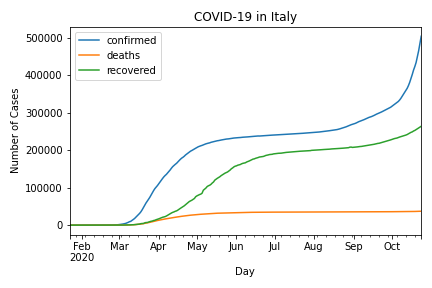 COVID-19 in Italy
confirmed
deaths
recovered
Number of Cases
500000
400000
300000
200000
100000
0
Feb Mar Apr May Jun Jul Aug Sep Oct
2020
Day